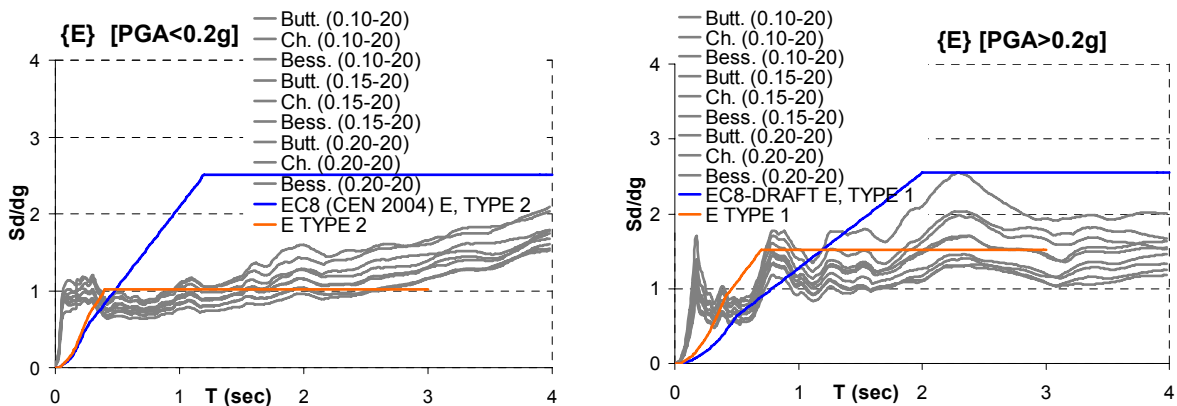 {E} [PGA<0.2g]
Butt. (0.10-20)
Ch. (0.10-20)
Bess. (0.10-20)
Butt. (0.15-20)
Ch. (0.15-20)
Bess. (0.15-20)
Butt. (0.20-20)
Ch. (0.20-20)
Bess. (0.20-20)
EC8 (CEN 2004) E, TYPE 2
E TYPE 2
Sd/dg
4
3
2
1
0
0 1 2 3 4
T (sec)
{E} [PGA>0.2g]
Butt. (0.10-20)
Ch. (0.10-20)
Bess. (0.10-20)
Butt. (0.15-20)
Ch. (0.15-20)
Bess. (0.15-20)
Butt. (0.20-20)
Ch. (0.20-20)
Bess. (0.20-20)
EC8-DRAFT E, TYPE 1
E TYPE 1
Sd/dg
4
3
2
1
0
0 1 2 3 4
T (sec)